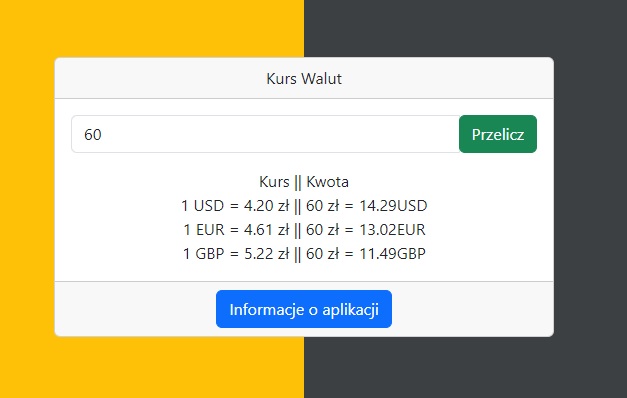 Kurs Walut
60 Przelicz
Kurs || Kwota
1 USD = 4.20 zł || 60 zł = 14.29USD
1 EUR = 4.61 zł || 60 zł = 13.02EUR
1 GBP = 5.22 zł || 60 zł = 11.49GBP
Informacje o aplikacji